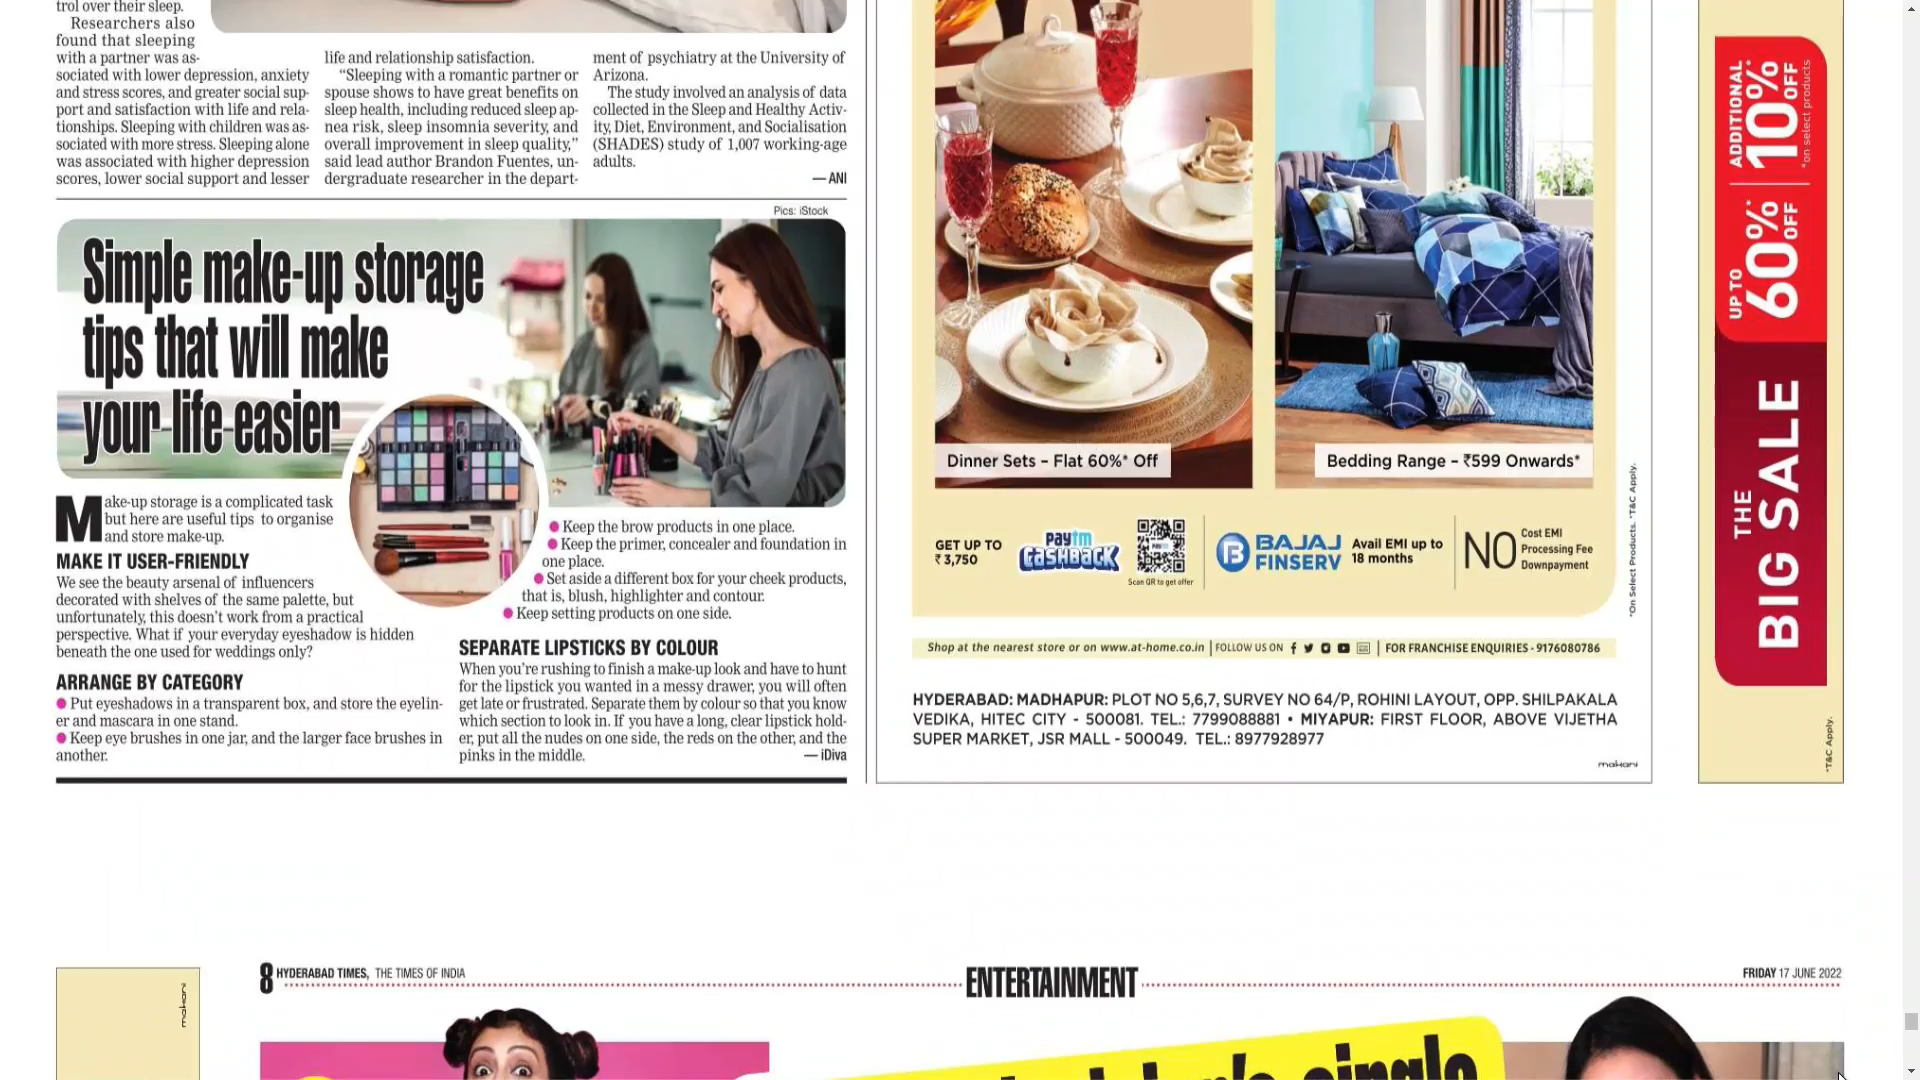 trol over their sleep.
Researchers also
found that sleeping
with a partner was as-
sociated with lower depression, anxiety
and stress scores, and greater social sup-
port and satisfaction with life and rela-
tionships. Sleeping with children was as-
sociated with more stress. Sleeping alone
was associated with higher depression
scores, lower social support and lesser
life and relationship satisfaction.
“Sleeping with a romantic partner or
spouse shows to have great benefits on
sleep health, including reduced sleep ap-
nea risk, sleep insomnia severity, and
overall improvement in sleep quality,”
said lead author Brandon Fuentes, un-
dergraduate researcher in the depart-
ment of psychiatry at the University of
Arizona.
The study involved an analysis of data
collected in the Sleep and Healthy Activ-
ity, Diet, Environment, and Socialisation
(SHADES) study of 1,007 working-age
adults.
— ANI
Pics: iStock
Simple make-up storage
tips that will make
your life easier
Make-up storage is a complicated task
but here are useful tips to organise
and store make-up.
MAKE IT USER-FRIENDLY
We see the beauty arsenal of influencers
decorated with shelves of the same palette, but
unfortunately, this doesn't work from a practical
perspective. What if your everyday eyeshadow is hidden
beneath the one used for weddings only?
ARRANGE BY CATEGORY
● Put eyeshadows in a transparent box, and store the eyelin-
er and mascara in one stand.
● Keep eye brushes in one jar, and the larger face brushes in
another.
● Keep the brow products in one place.
● Keep the primer, concealer and foundation in
one place.
● Set aside a different box for your cheek products,
that is, blush, highlighter and contour.
● Keep setting products on one side.
SEPARATE LIPSTICKS BY COLOUR
When you're rushing to finish a make-up look and have to hunt
for the lipstick you wanted in a messy drawer, you will often
get late or frustrated. Separate them by colour so that you know
which section to look in. If you have a long, clear lipstick hold-
er, put all the nudes on one side, the reds on the other, and the
pinks in the middle.
— iDiva
Dinner Sets – Flat 60%* Off
Bedding Range – ₹599 Onwards*
GET UP TO
₹ 3,750
paytm
CASHBACK
Scan QR to get offer
B BAJAJ
FINSERV
Avail EMI up to
18 months
NO
Cost EMI
Processing Fee
Downpayment
*On Select Products. *T&C Apply.
Shop at the nearest store or on www.at-home.co.in | FOLLOW US ON | FOR FRANCHISE ENQUIRIES - 9176080786
HYDERABAD: MADHAPUR: PLOT NO 5,6,7, SURVEY NO 64/P, ROHINI LAYOUT, OPP. SHILPAKALA
VEDIKA, HITEC CITY - 500081. TEL.: 7799088881 • MIYAPUR: FIRST FLOOR, ABOVE VIJETHA
SUPER MARKET, JSR MALL - 500049. TEL.: 8977928977
makani
THE
BIG SALE
UP TO
60%*
OFF
ADDITIONAL
10%*
OFF
*on select products
*T&C Apply.
makani
8 HYDERABAD TIMES, THE TIMES OF INDIA
ENTERTAINMENT
FRIDAY 17 JUNE 2022
single